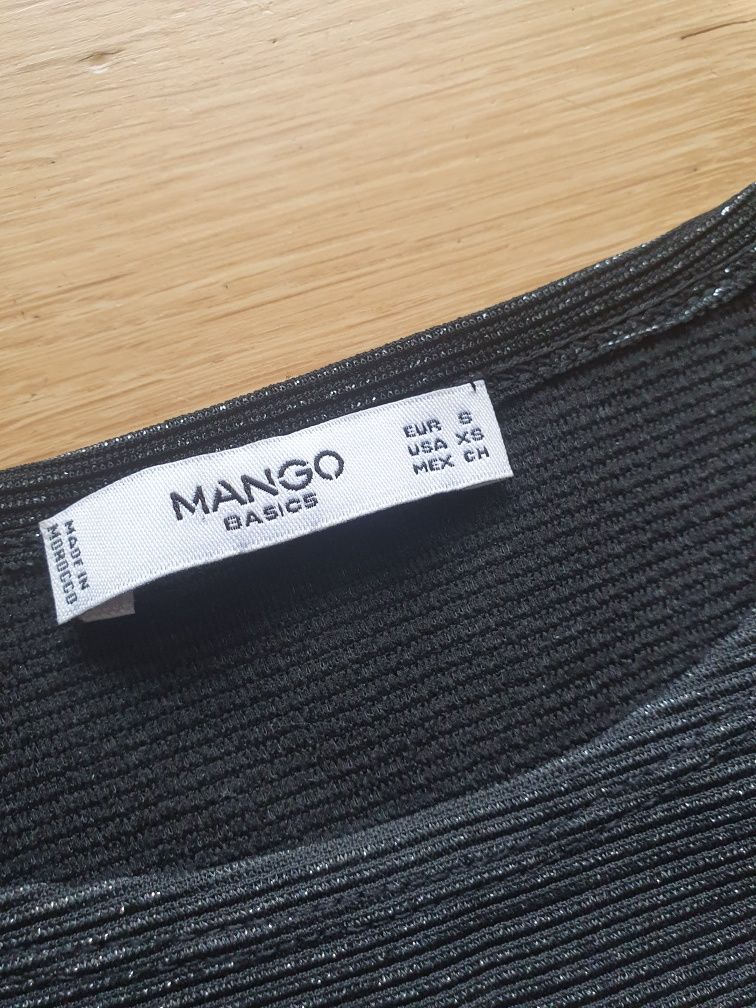 MANGO
BASICS
EUR S
USA XS
MEX CH
MADE IN
MOROCCO